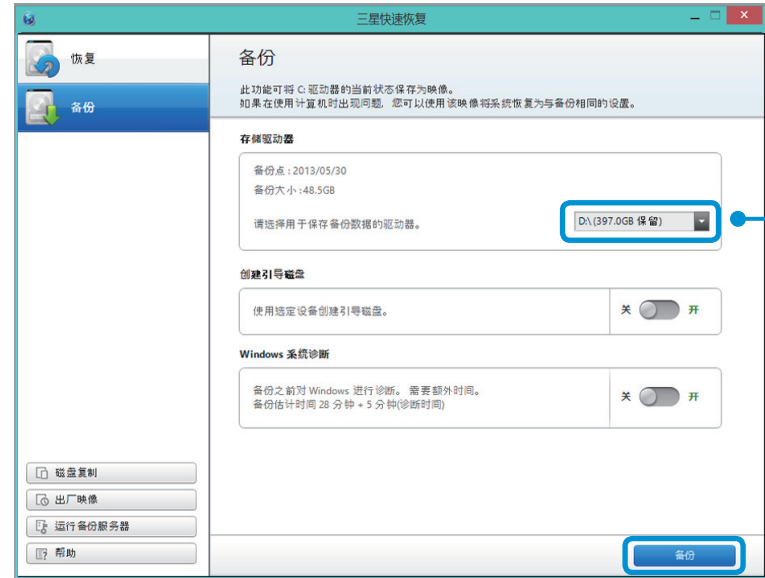 三星快速恢复
恢复
备份
备份
此功能可将 C: 驱动器的当前状态保存为映像。
如果在使用计算机时出现问题, 您可以使用该映像将系统恢复为与备份相同的设置。
存储驱动器
备份点 : 2013/05/30
备份大小 :48.5GB
请选择用于保存备份数据的驱动器。
D:\ (397.0GB 保留)
创建引导磁盘
使用选定设备创建引导磁盘。
关 开
Windows 系统诊断
备份之前对 Windows 进行诊断。 需要额外时间。
备份估计时间 28 分钟 + 5 分钟(诊断时间)
关 开
磁盘复制
出厂映像
运行备份服务器
帮助
备份